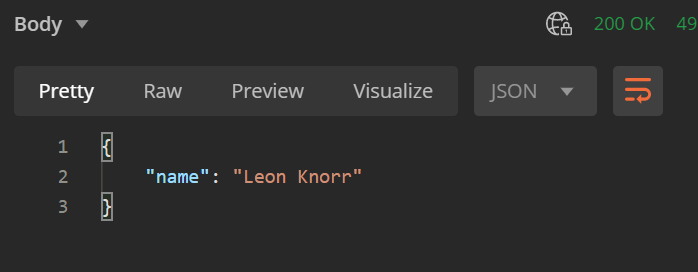 Body 200 OK 49
Pretty Raw Preview Visualize JSON
1 {
2 "name": "Leon Knorr"
3 }